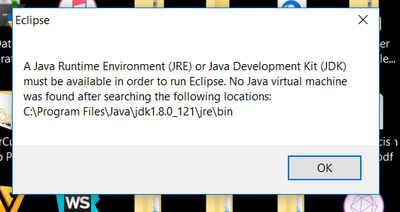 Eclipse
A Java Runtime Environment (JRE) or Java Development Kit (JDK)
must be available in order to run Eclipse. No Java virtual machine
was found after searching the following locations:
C:\Program Files\Java\jdk1.8.0_121\jre\bin
OK
WS